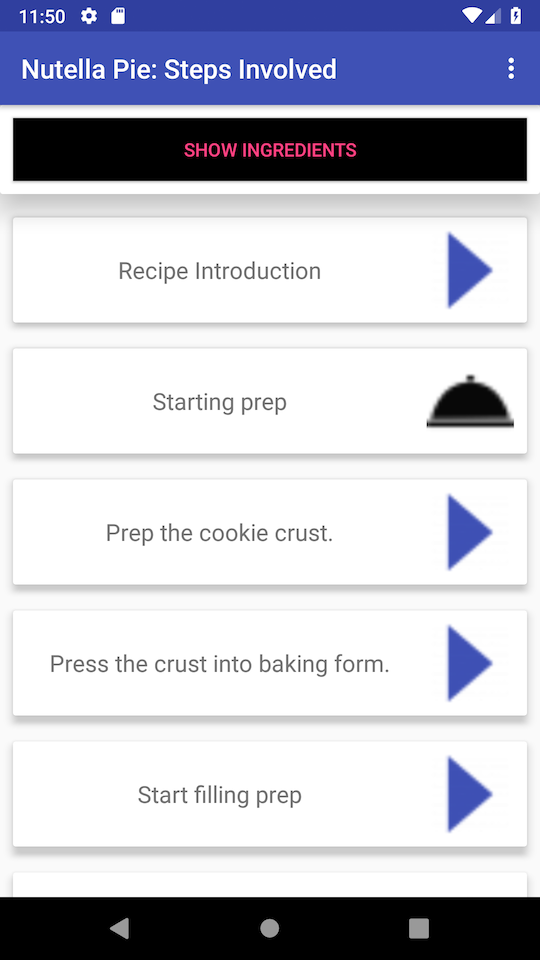 11:50
Nutella Pie: Steps Involved
SHOW INGREDIENTS
Recipe Introduction
Starting prep
Prep the cookie crust.
Press the crust into baking form.
Start filling prep